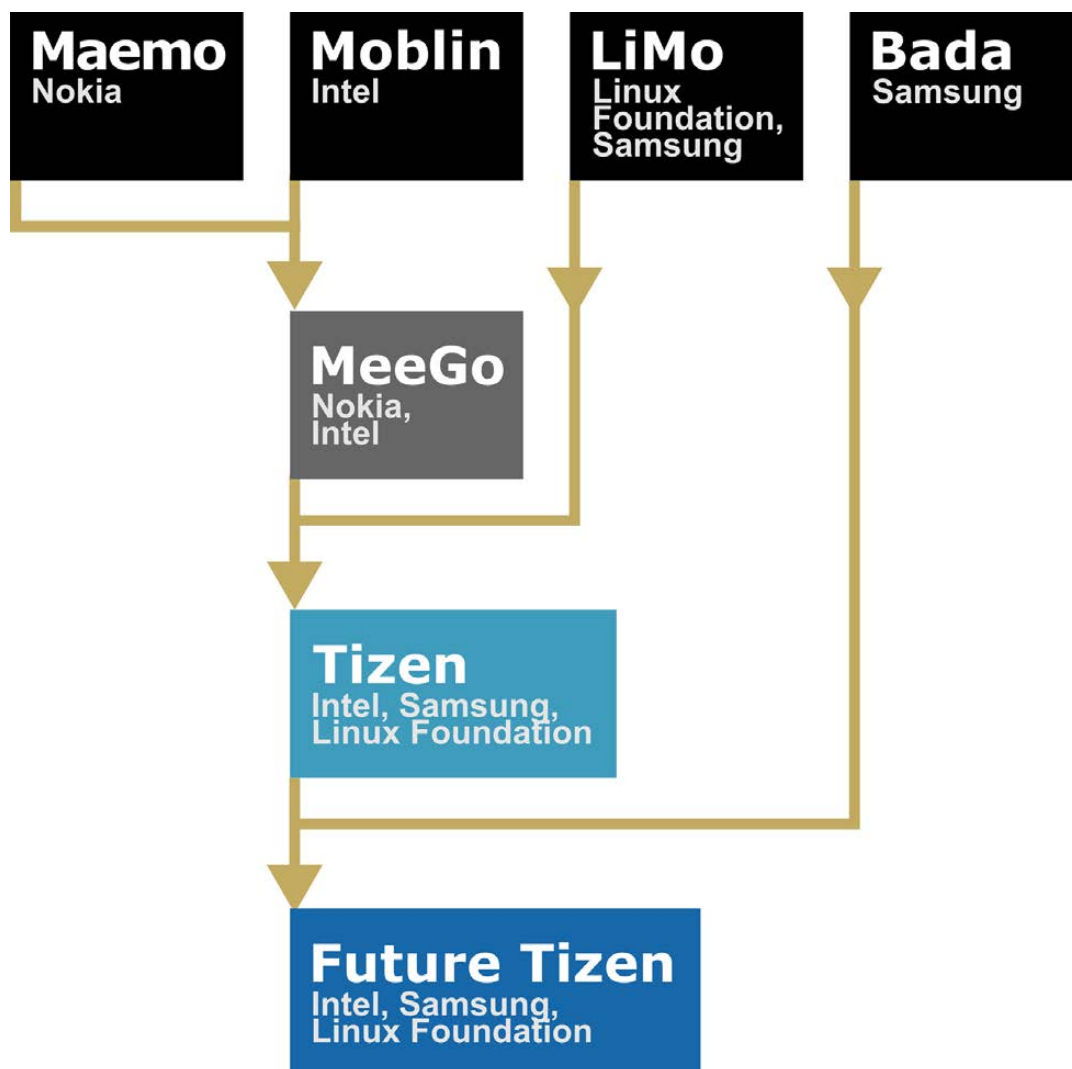 Maemo
Nokia
Moblin
Intel
LiMo
Linux
Foundation,
Samsung
Bada
Samsung
MeeGo
Nokia,
Intel
Tizen
Intel, Samsung,
Linux Foundation
Future Tizen
Intel, Samsung,
Linux Foundation